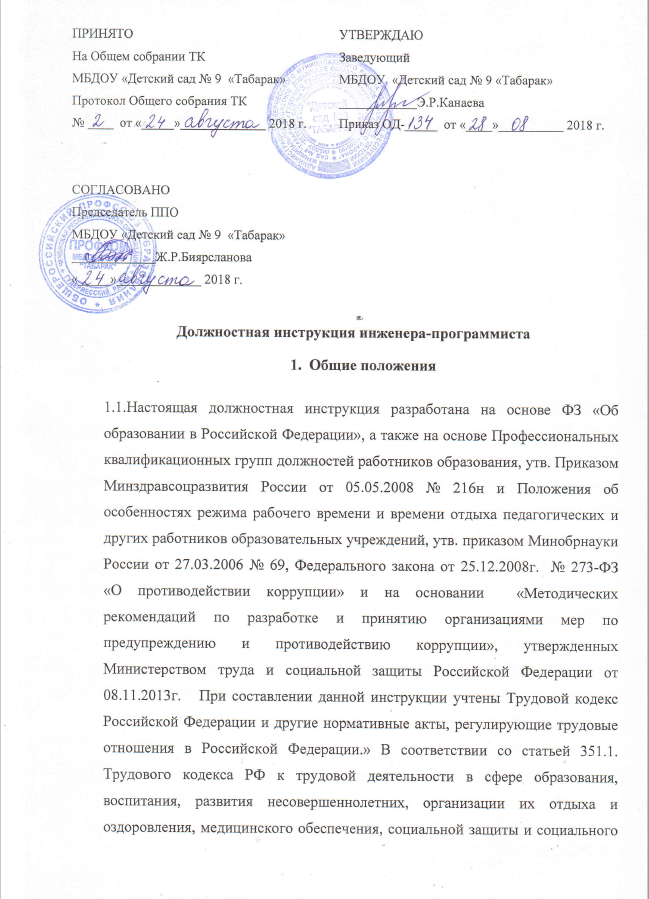 ПРИНЯТО
На Общем собрании ТК
МБДОУ «Детский сад № 9 «Табарак»
Протокол Общего собрания ТК
№ 2 от « 24 » августа 2018 г.
УТВЕРЖДАЮ
Заведующий
МБДОУ «Детский сад № 9 «Табарак»
Э.Р.Канаева
Приказ ОД- 134 от « 28 » 08 2018 г.
СОГЛАСОВАНО
Председатель ППО
МБДОУ «Детский сад № 9 «Табарак»
Ж.Р.Биярсланова
« 24 » августа 2018 г.
ПРОФКОМ
"ТАБАРАК"
Должностная инструкция инженера-программиста
1. Общие положения
1.1.Настоящая должностная инструкция разработана на основе ФЗ «Об
образовании в Российской Федерации», а также на основе Профессиональных
квалификационных групп должностей работников образования, утв. Приказом
Минздравсоцразвития России от 05.05.2008 № 216н и Положения об
особенностях режима рабочего времени и времени отдыха педагогических и
других работников образовательных учреждений, утв. приказом Минобрнауки
России от 27.03.2006 № 69, Федерального закона от 25.12.2008г. № 273-ФЗ
«О противодействии коррупции» и на основании «Методических
рекомендаций по разработке и принятию организациями мер по
предупреждению и противодействию коррупции», утвержденных
Министерством труда и социальной защиты Российской Федерации от
08.11.2013г. При составлении данной инструкции учтены Трудовой кодекс
Российской Федерации и другие нормативные акты, регулирующие трудовые
отношения в Российской Федерации.» В соответствии со статьей 351.1.
Трудового кодекса РФ к трудовой деятельности в сфере образования,
воспитания, развития несовершеннолетних, организации их отдыха и
оздоровления, медицинского обеспечения, социальной защиты и социального